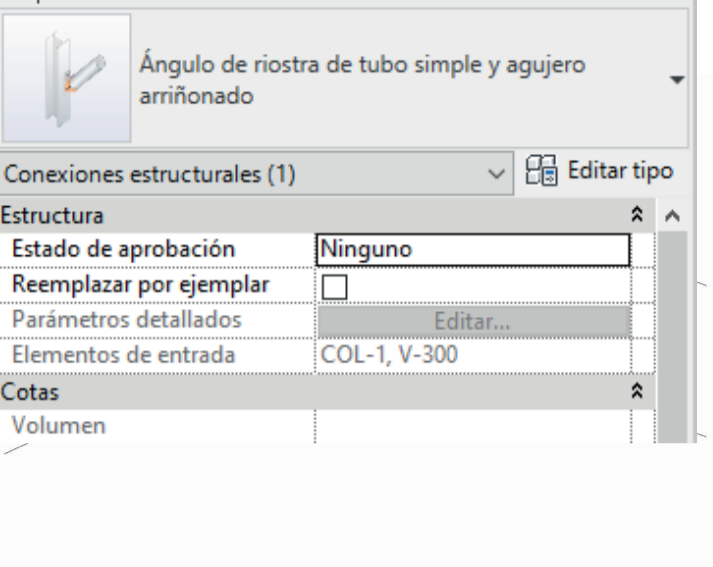 Ángulo de riostra de tubo simple y agujero
arriñonado
Conexiones estructurales (1)
Editar tipo
Estructura
Estado de aprobación
Ninguno
Reemplazar por ejemplar
Parámetros detallados
Editar...
Elementos de entrada
COL-1, V-300
Cotas
Volumen